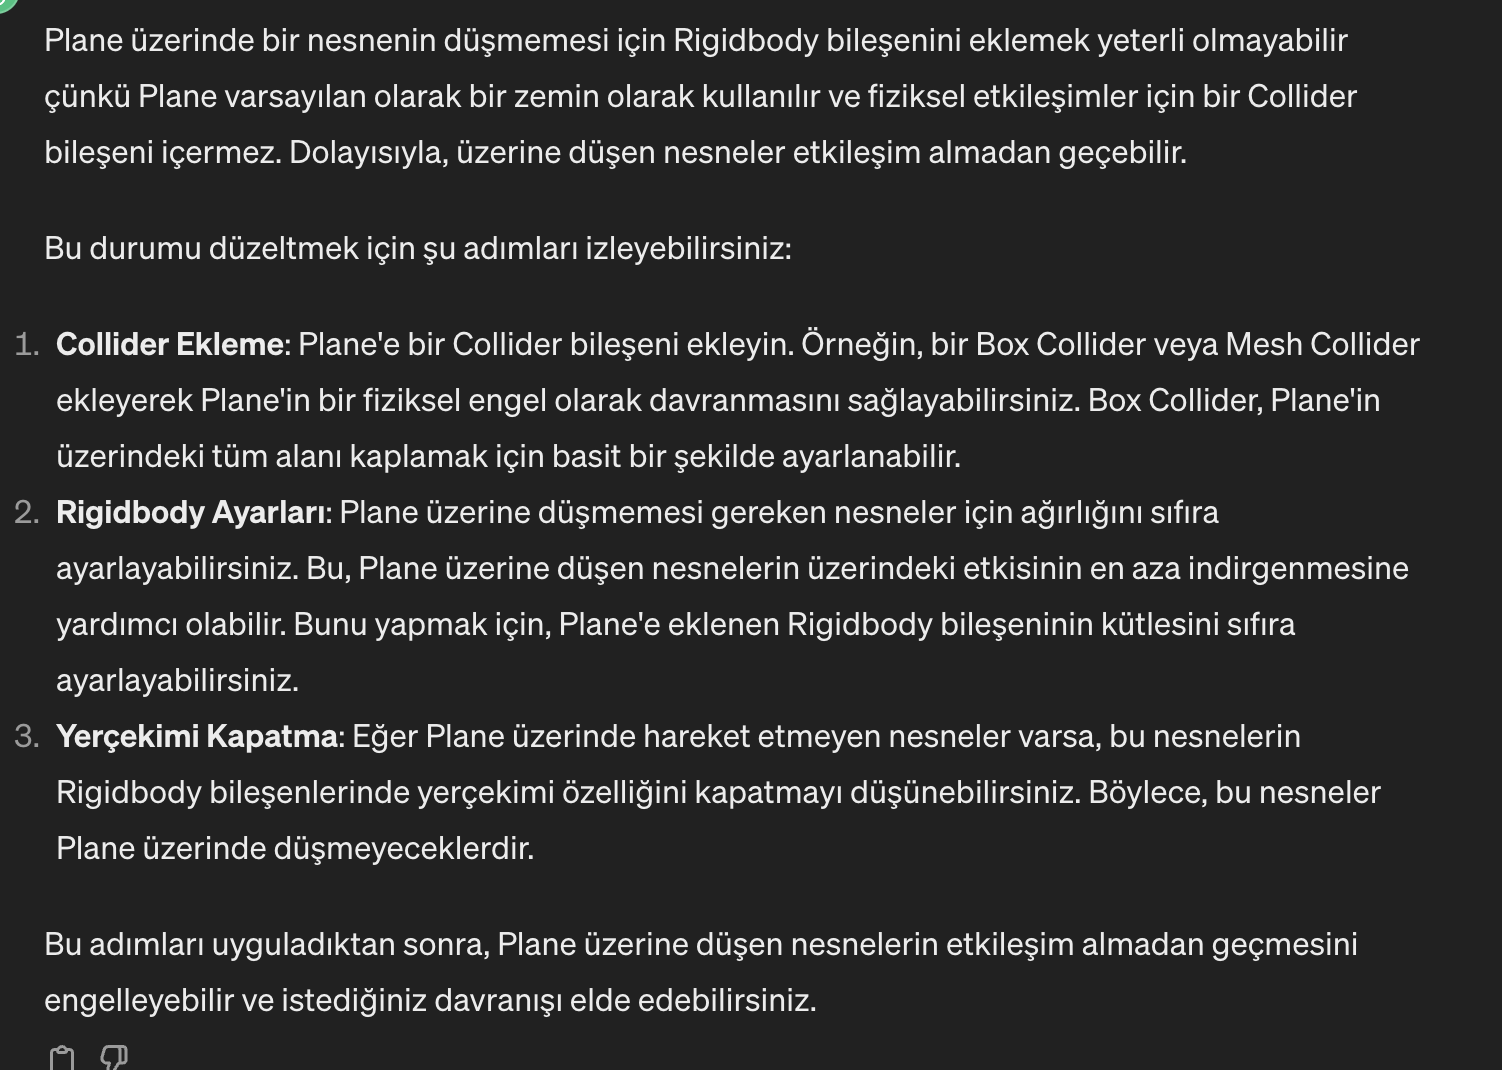 Plane üzerinde bir nesnenin düşmemesi için Rigidbody bileşenini eklemek yeterli olmayabilir
çünkü Plane varsayılan olarak bir zemin olarak kullanılır ve fiziksel etkileşimler için bir Collider
bileşeni içermez. Dolayısıyla, üzerine düşen nesneler etkileşim almadan geçebilir.
Bu durumu düzeltmek için şu adımları izleyebilirsiniz:
1. Collider Ekleme: Plane'e bir Collider bileşeni ekleyin. Örneğin, bir Box Collider veya Mesh Collider
ekleyerek Plane'in bir fiziksel engel olarak davranmasını sağlayabilirsiniz. Box Collider, Plane'in
üzerindeki tüm alanı kaplamak için basit bir şekilde ayarlanabilir.
2. Rigidbody Ayarları: Plane üzerine düşmemesi gereken nesneler için ağırlığını sıfıra
ayarlayabilirsiniz. Bu, Plane üzerine düşen nesnelerin üzerindeki etkisinin en aza indirgenmesine
yardımcı olabilir. Bunu yapmak için, Plane'e eklenen Rigidbody bileşeninin kütlesini sıfıra
ayarlayabilirsiniz.
3. Yerçekimi Kapatma: Eğer Plane üzerinde hareket etmeyen nesneler varsa, bu nesnelerin
Rigidbody bileşenlerinde yerçekimi özelliğini kapatmayı düşünebilirsiniz. Böylece, bu nesneler
Plane üzerinde düşmeyeceklerdir.
Bu adımları uyguladıktan sonra, Plane üzerine düşen nesnelerin etkileşim almadan geçmesini
engelleyebilir ve istediğiniz davranışı elde edebilirsiniz.